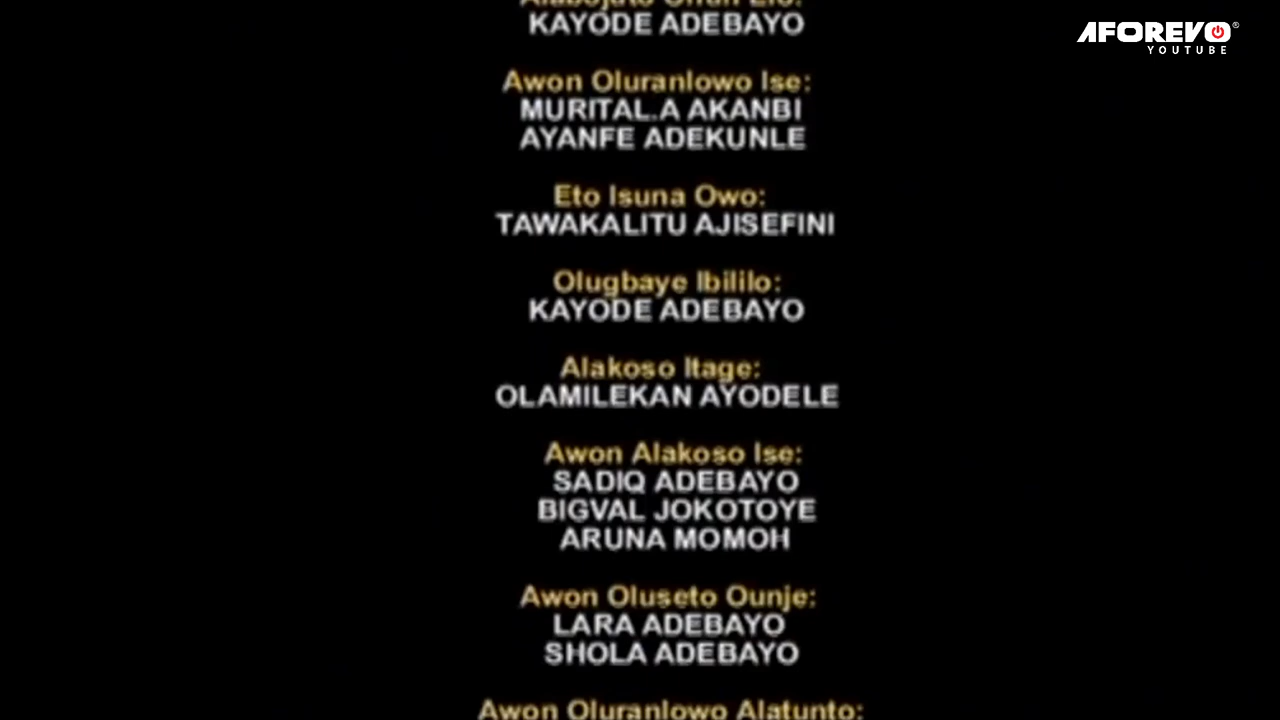 KAYODE ADEBAYO
AFOREVO®
YOUTUBE
Awon Oluranlowo Ise:
MURITAL.A AKANBI
AYANFE ADEKUNLE
Eto Isuna Owo:
TAWAKALITU AJISEFINI
Olugbaye Ibililo:
KAYODE ADEBAYO
Alakoso Itage:
OLAMILEKAN AYODELE
Awon Alakoso Ise:
SADIQ ADEBAYO
BIGVAL JOKOTOYE
ARUNA MOMOH
Awon Oluseto Ounje:
LARA ADEBAYO
SHOLA ADEBAYO
Awon Oluranlowo Alatunto: